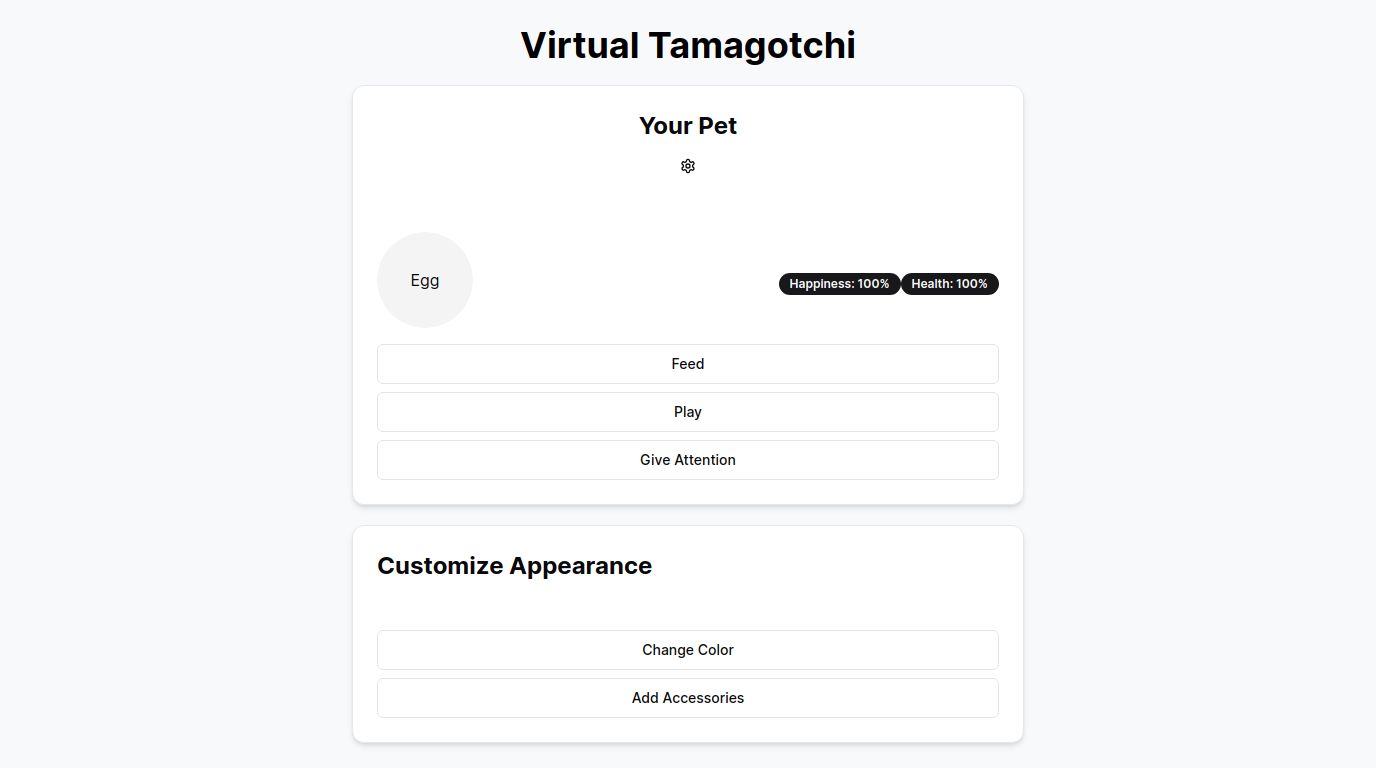 Virtual Tamagotchi
Your Pet
Egg
Happiness: 100% Health: 100%
Feed
Play
Give Attention
Customize Appearance
Change Color
Add Accessories